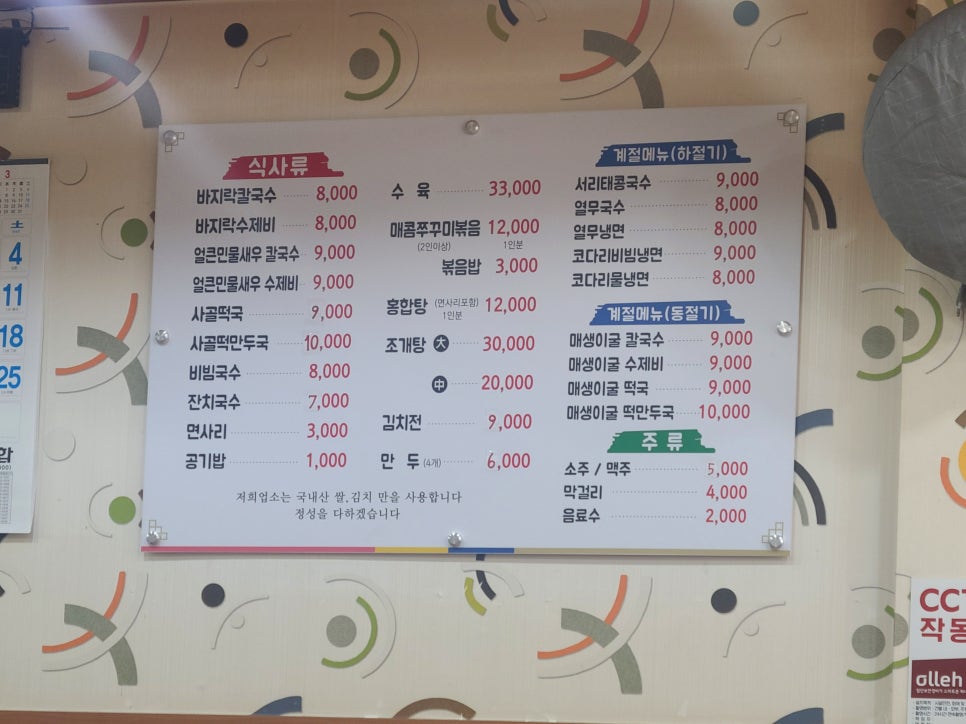 식사류
바지락칼국수 8,000
바지락수제비 8,000
얼큰민물새우 칼국수 9,000
얼큰민물새우 수제비 9,000
사골떡국 9,000
사골떡만두국 10,000
비빔국수 8,000
잔치국수 7,000
면사리 3,000
공기밥 1,000
수 육 33,000
매콤쭈꾸미볶음 12,000
(2인이상) 1인분
볶음밥 3,000
홍합탕 (면사리포함) 12,000
1인분
조개탕 大 30,000
中 20,000
김치전 9,000
만 두 (4개) 6,000
저희업소는 국내산 쌀,김치 만을 사용합니다
정성을 다하겠습니다
계절메뉴(하절기)
서리태콩국수 9,000
열무국수 8,000
열무냉면 8,000
코다리비빔냉면 9,000
코다리물냉면 8,000
계절메뉴(동절기)
매생이굴 칼국수 9,000
매생이굴 수제비 9,000
매생이굴 떡국 9,000
매생이굴 떡만두국 10,000
주 류
소주 / 맥주 5,000
막걸리 4,000
음료수 2,000
3
土
4
11
18
25
olleh